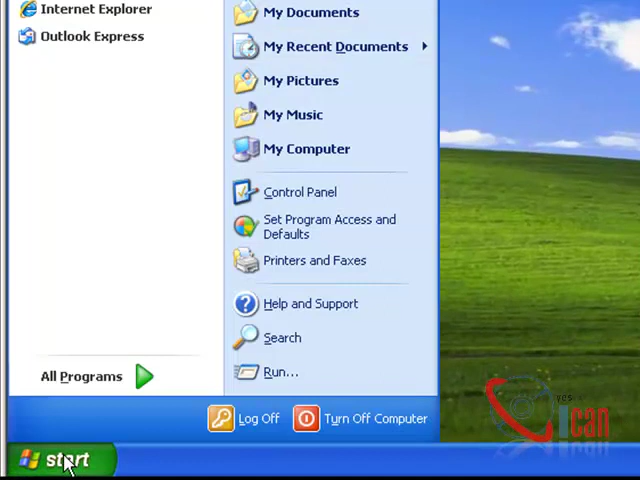 Internet Explorer
Outlook Express
My Documents
My Recent Documents
My Pictures
My Music
My Computer
Control Panel
Set Program Access and
Defaults
Printers and Faxes
Help and Support
Search
Run...
All Programs
Log Off
Turn Off Computer
start
yes
ican